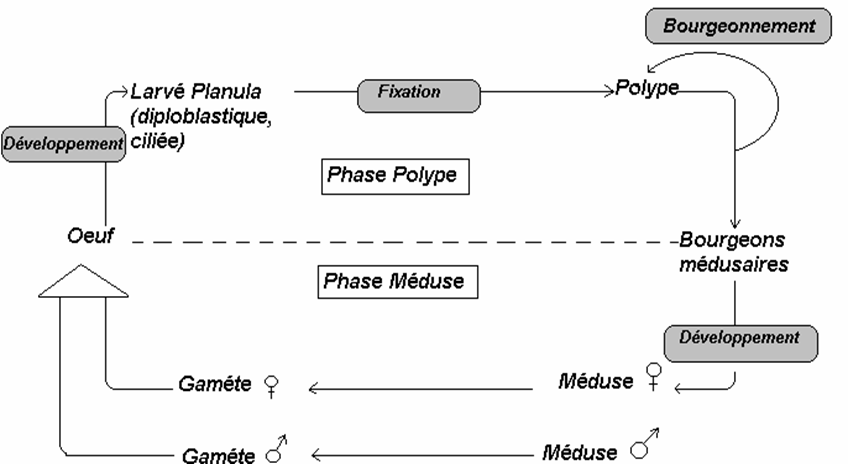 Bourgeonnement
Larvé Planula
(diploblastique,
ciliée)
Fixation
Polype
Développement
Phase Polype
Oeuf
Bourgeons
médusaires
Phase Méduse
Développement
Gaméte ♀
Méduse ♀
Gaméte ♂
Méduse ♂